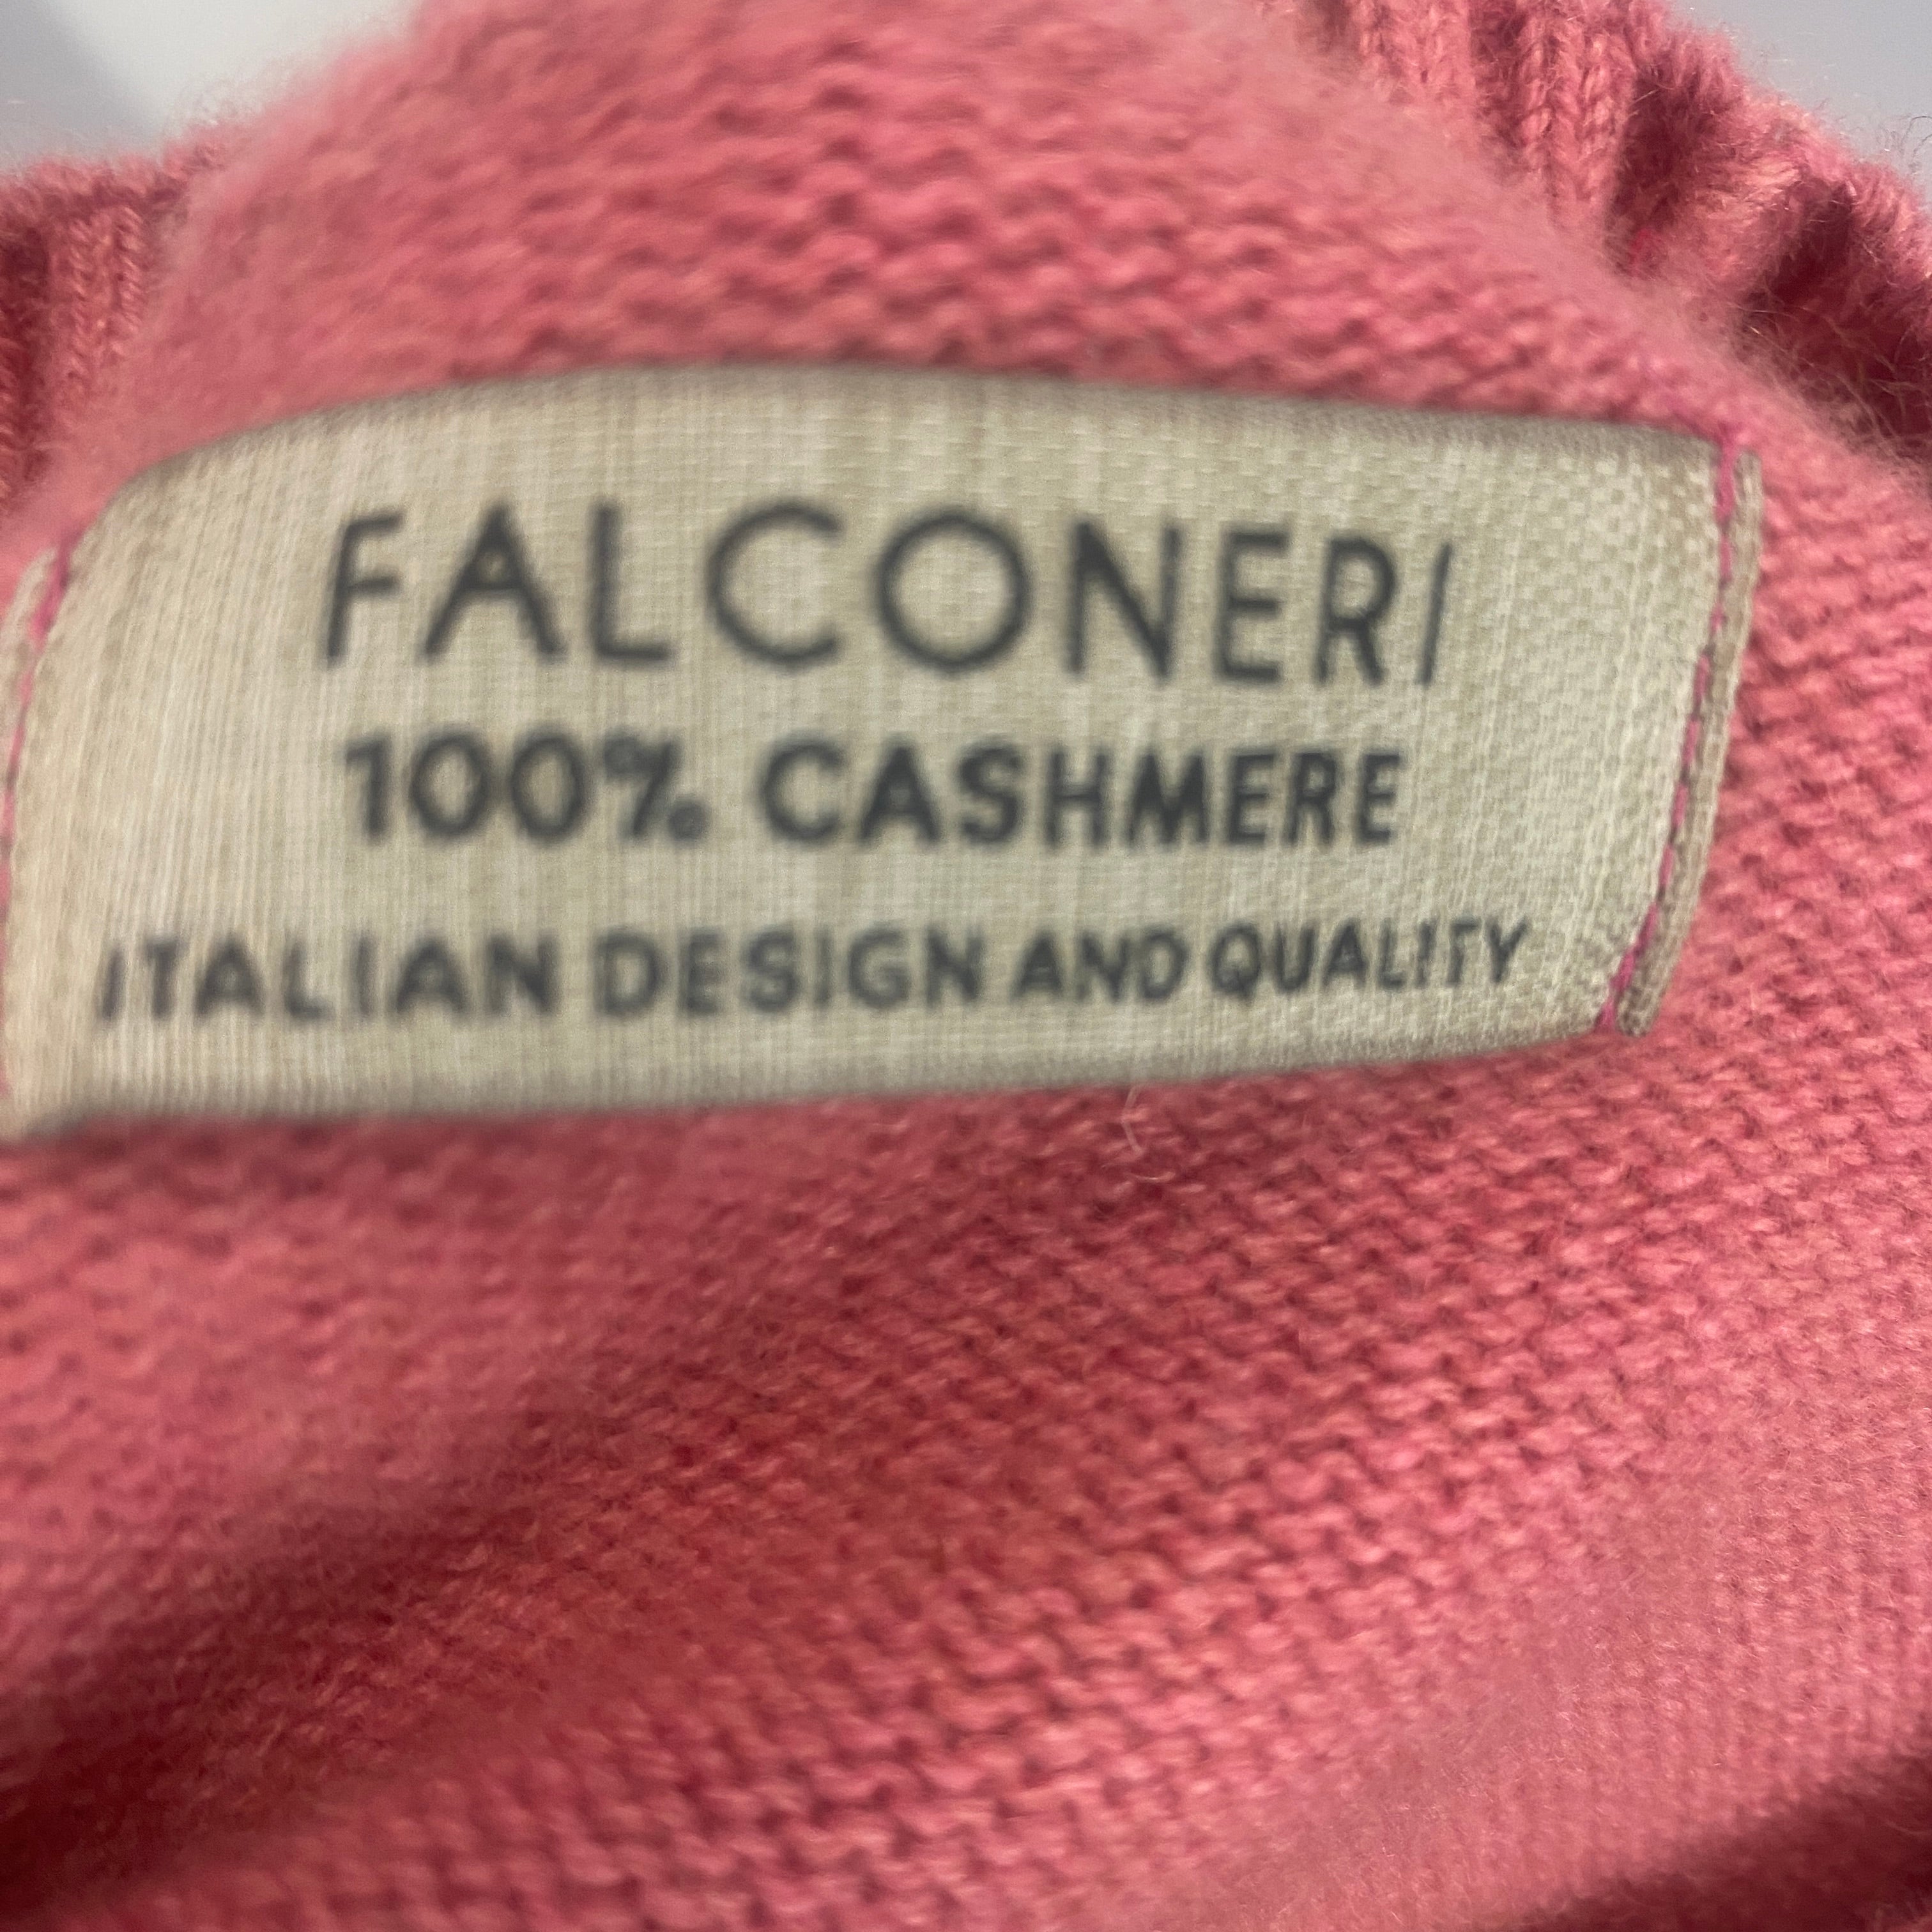 FALCONERI
100% CASHMERE
ITALIAN DESIGN AND QUALITY